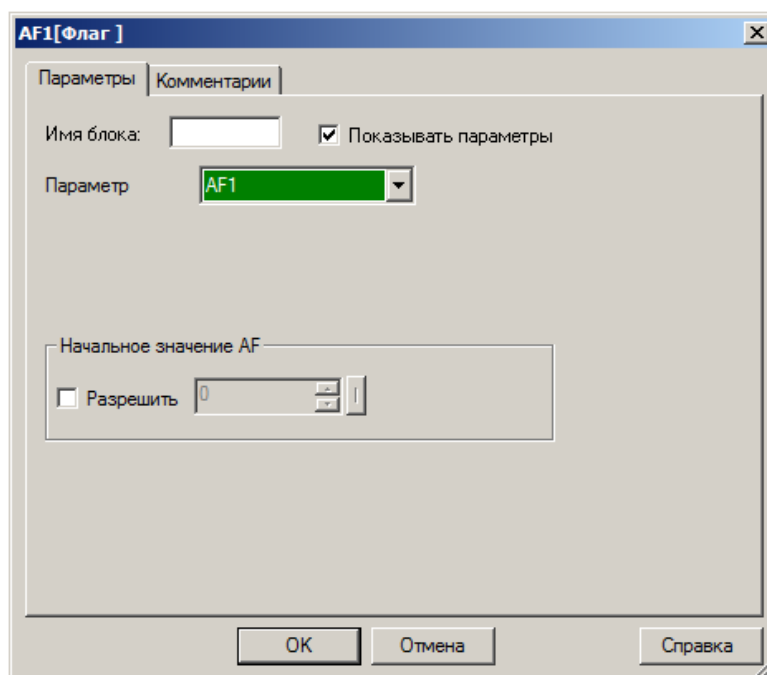 AF1[Флаг ]
Параметры Комментарии
Имя блока: Показывать параметры
Параметр AF1
Начальное значение AF
Разрешить 0
OK Отмена Справка